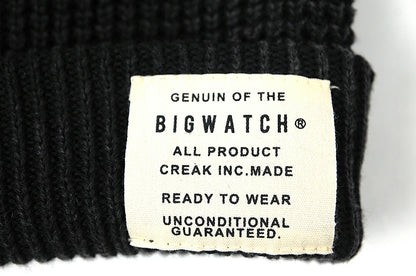 GENUIN OF THE
BIGWATCH®
ALL PRODUCT
CREAK INC.MADE
READY TO WEAR
UNCONDITIONAL
GUARANTEED.